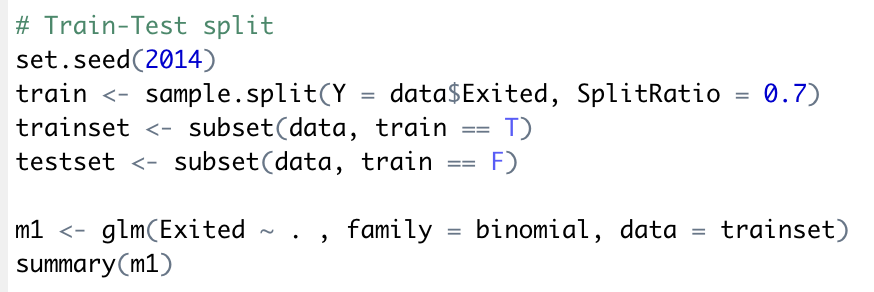 # Train-Test split
set.seed(2014)
train <- sample.split(Y = data$Exited, SplitRatio = 0.7)
trainset <- subset(data, train == T)
testset <- subset(data, train == F)
m1 <- glm(Exited ~ . , family = binomial, data = trainset)
summary(m1)